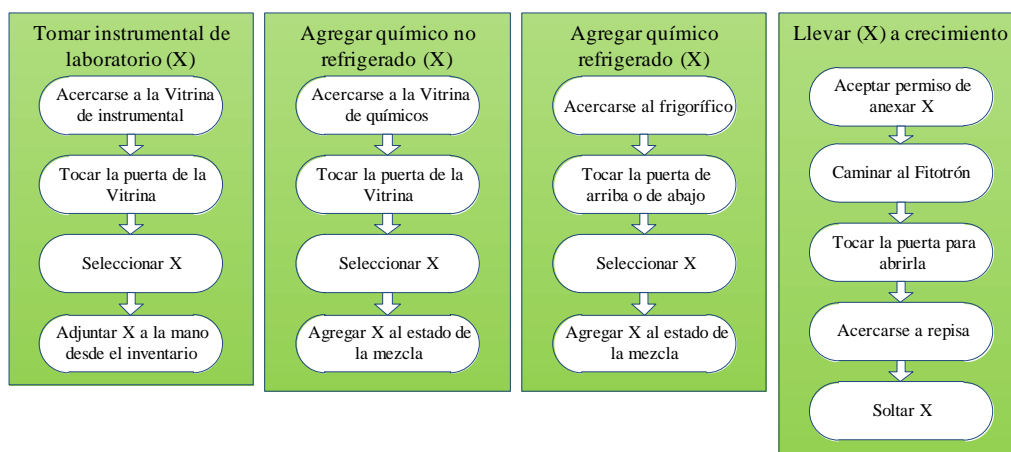 Tomar instrumental de
laboratorio (X)
Acercarse a la Vitrina
de instrumental
Tocar la puerta de la
Vitrina
Seleccionar X
Adjuntar X a la mano
desde el inventario
Agregar químico no
refrigerado (X)
Acercarse a la Vitrina
de químicos
Tocar la puerta de la
Vitrina
Seleccionar X
Agregar X al estado de
la mezcla
Agregar químico
refrigerado (X)
Acercarse al frigorífico
Tocar la puerta de
arriba o de abajo
Seleccionar X
Agregar X al estado de
la mezcla
Llevar (X) a crecimiento
Aceptar permiso de
anexar X
Caminar al Fitotrón
Tocar la puerta para
abrirla
Acercarse a repisa
Soltar X